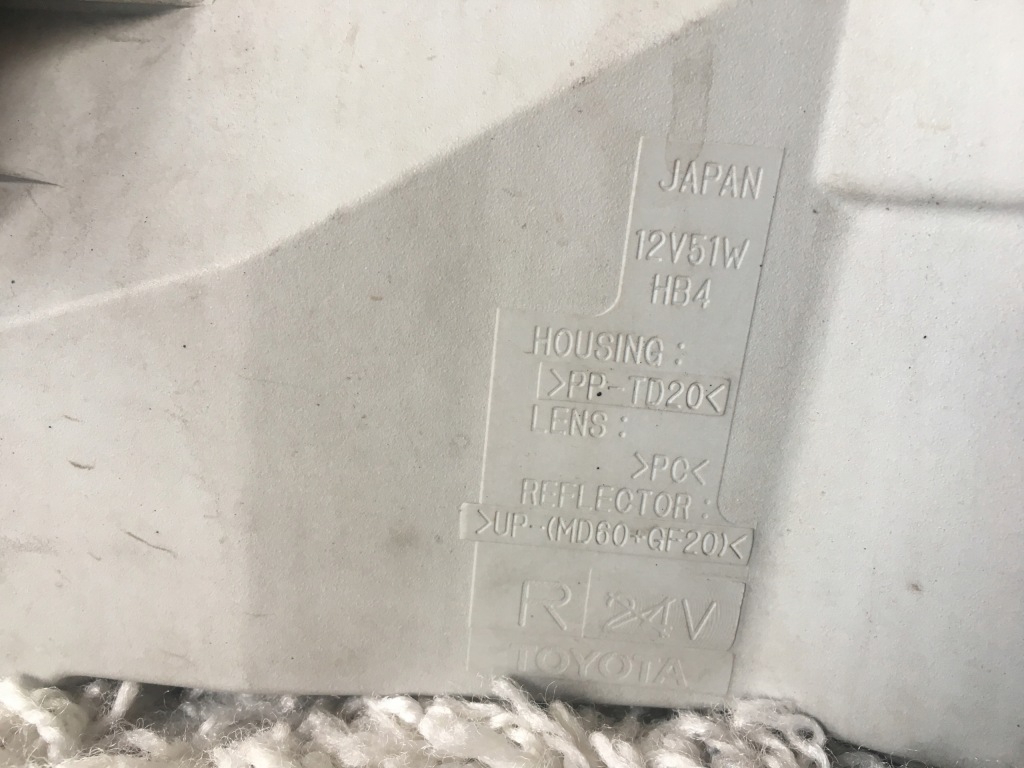 JAPAN
12V51W
HB4
HOUSING :
>PP-TD20<
LENS :
>PC<
REFLECTOR :
>UP-(MD60+GF20)<
R 24V
TOYOTA